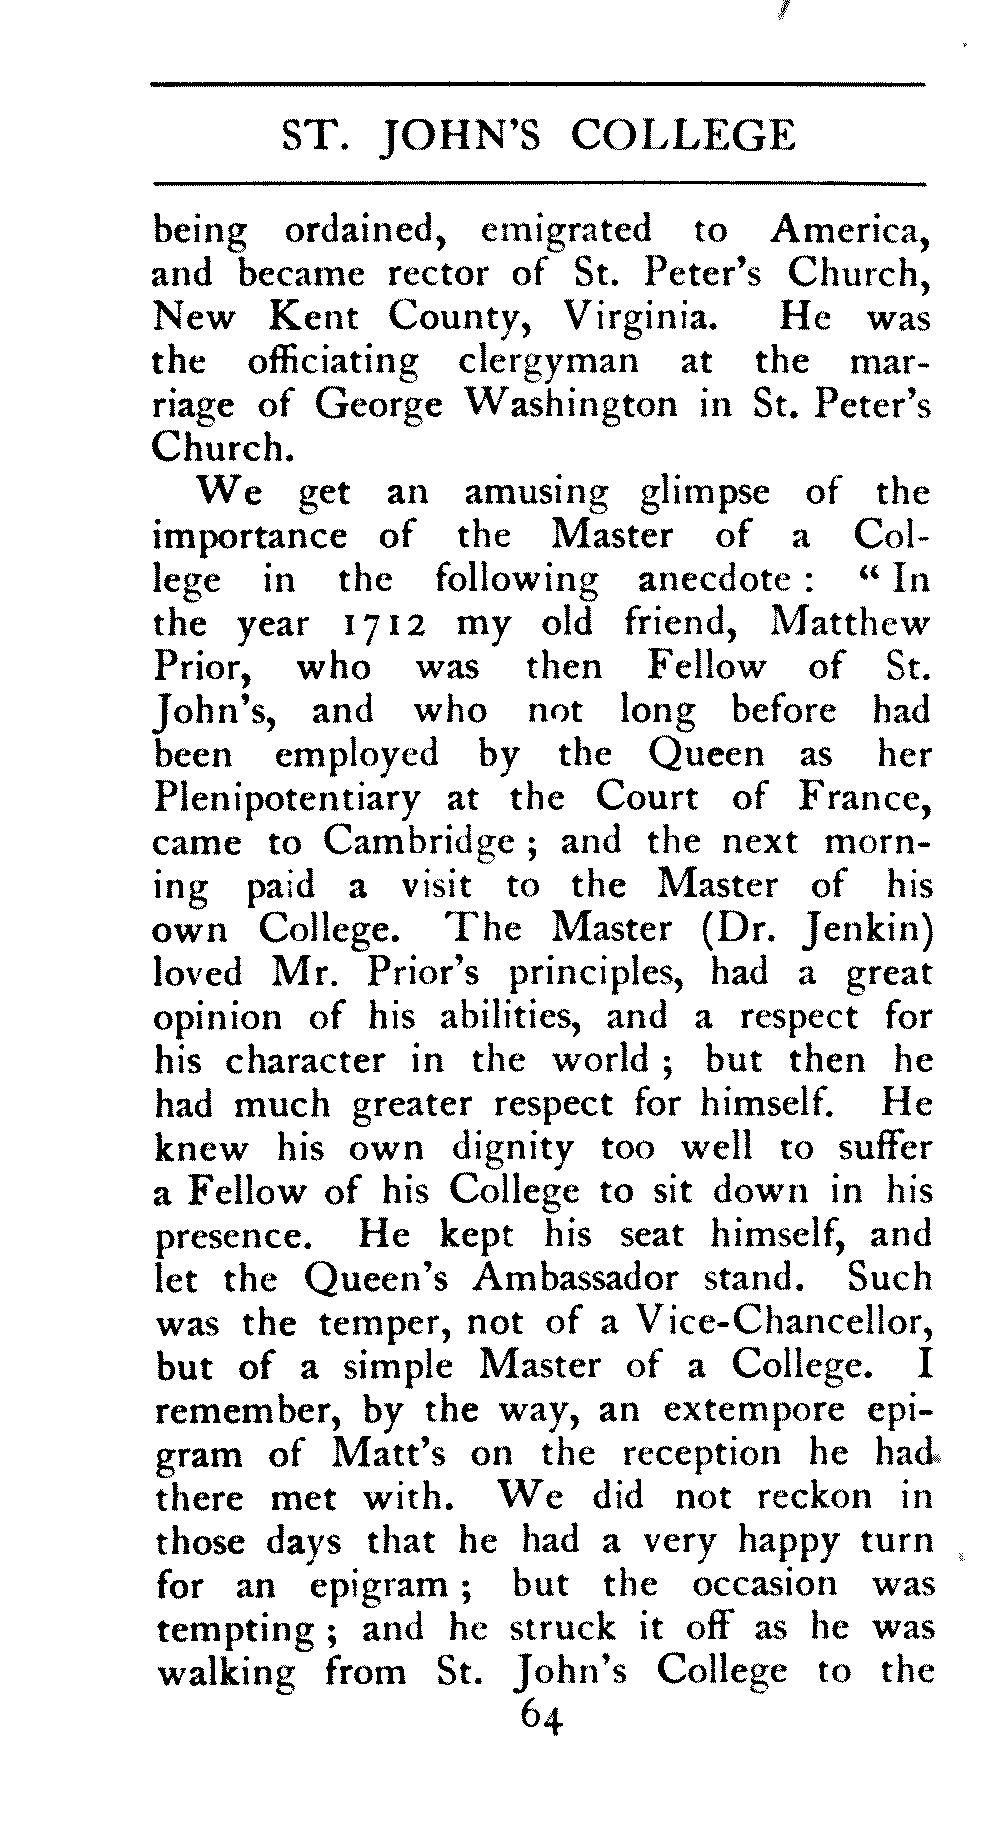 ST. JOHN'S COLLEGE
being ordained, emigrated to America,
and became rector of St. Peter's Church,
New Kent County, Virginia. He was
the officiating clergyman at the mar-
riage of George Washington in St. Peter's
Church.
We get an amusing glimpse of the
importance of the Master of a Col-
lege in the following anecdote : “ In
the year 1712 my old friend, Matthew
Prior, who was then Fellow of St.
John's, and who not long before had
been employed by the Queen as her
Plenipotentiary at the Court of France,
came to Cambridge ; and the next morn-
ing paid a visit to the Master of his
own College. The Master (Dr. Jenkin)
loved Mr. Prior's principles, had a great
opinion of his abilities, and a respect for
his character in the world ; but then he
had much greater respect for himself. He
knew his own dignity too well to suffer
a Fellow of his College to sit down in his
presence. He kept his seat himself, and
let the Queen's Ambassador stand. Such
was the temper, not of a Vice-Chancellor,
but of a simple Master of a College. I
remember, by the way, an extempore epi-
gram of Matt's on the reception he had
there met with. We did not reckon in
those days that he had a very happy turn
for an epigram ; but the occasion was
tempting ; and he struck it off as he was
walking from St. John's College to the
64